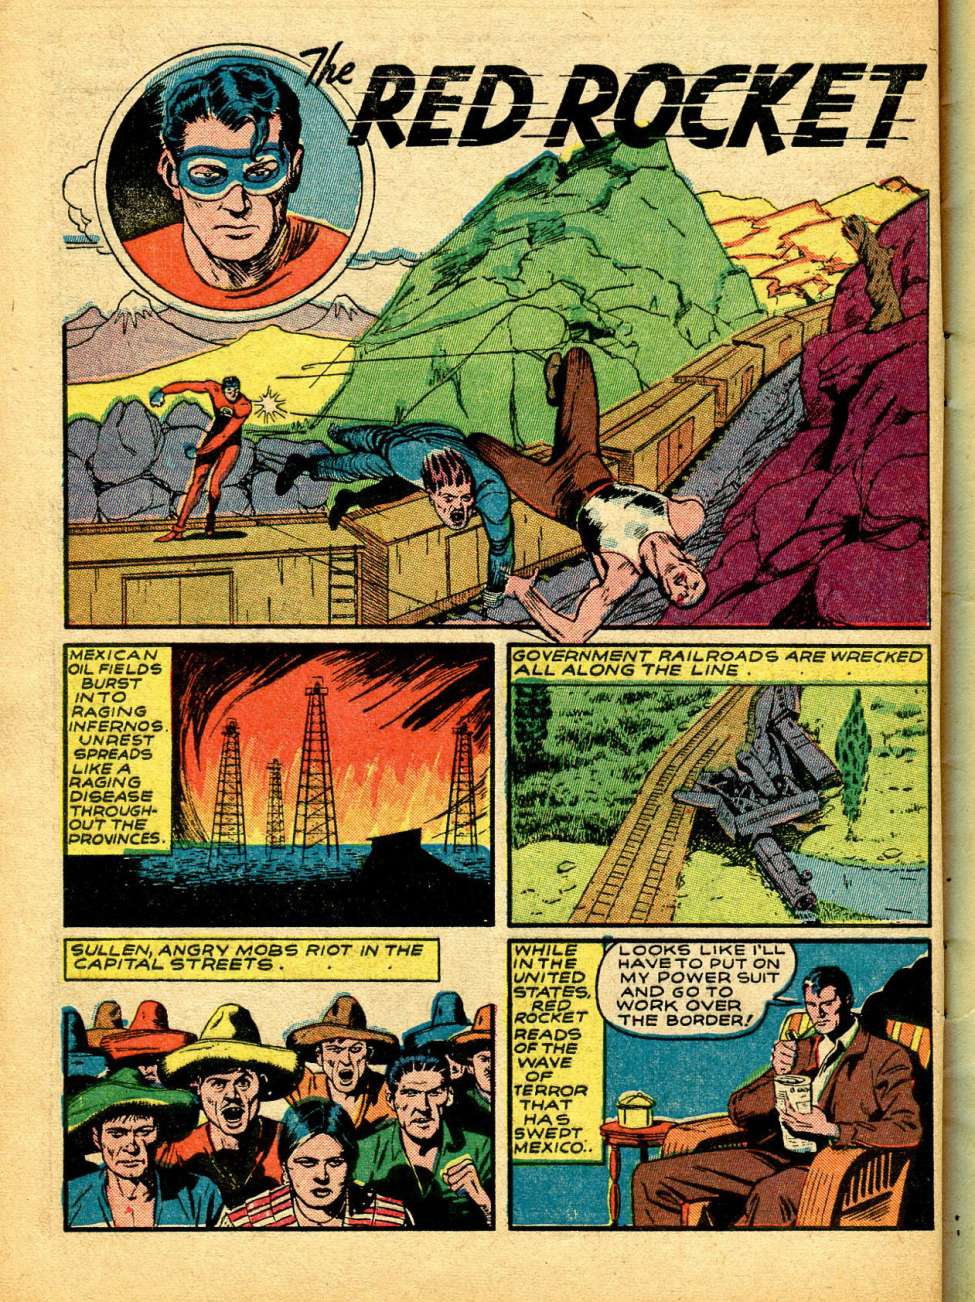 The
RED ROCKET
MEXICAN
OIL FIELDS
BURST
INTO
RAGING
INFERNOS.
UNREST
SPREADS
LIKE A
RAGING
DISEASE
THROUGH-
OUT THE
PROVINCES.
GOVERNMENT RAILROADS ARE WRECKED
ALL ALONG THE LINE . . . .
SULLEN, ANGRY MOBS RIOT IN THE
CAPITAL STREETS. . . .
WHILE
IN THE
UNITED
STATES,
RED
ROCKET
READS
OF THE
WAVE
OF
TERROR
THAT
HAS
SWEPT
MEXICO..
LOOKS LIKE I'LL
HAVE TO PUT ON
MY POWER SUIT
AND GO TO
WORK OVER
THE BORDER!